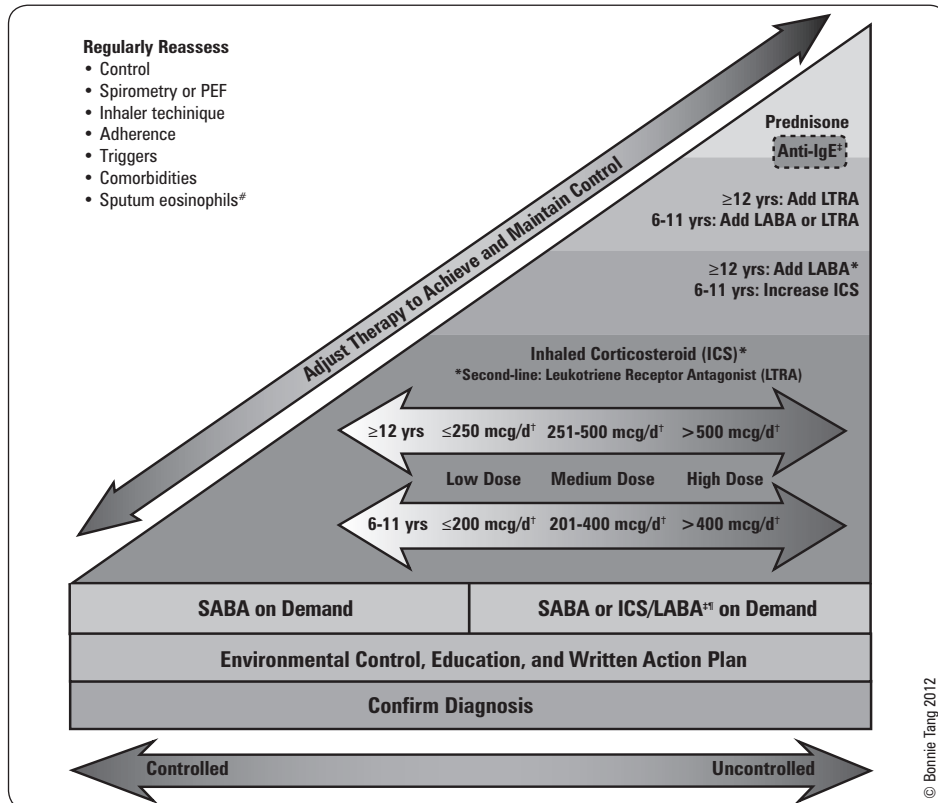 Regularly Reassess
• Control
• Spirometry or PEF
• Inhaler techinique
• Adherence
• Triggers
• Comorbidities
• Sputum eosinophils#
Adjust Therapy to Achieve and Maintain Control
Prednisone
Anti-IgE‡
≥12 yrs: Add LTRA
6-11 yrs: Add LABA or LTRA
≥12 yrs: Add LABA*
6-11 yrs: Increase ICS
Inhaled Corticosteroid (ICS)*
*Second-line: Leukotriene Receptor Antagonist (LTRA)
≥12 yrs ≤250 mcg/d† 251-500 mcg/d† >500 mcg/d†
Low Dose Medium Dose High Dose
6-11 yrs ≤200 mcg/d† 201-400 mcg/d† >400 mcg/d†
SABA on Demand SABA or ICS/LABA‡¶ on Demand
Environmental Control, Education, and Written Action Plan
Confirm Diagnosis
Controlled Uncontrolled
© Bonnie Tang 2012